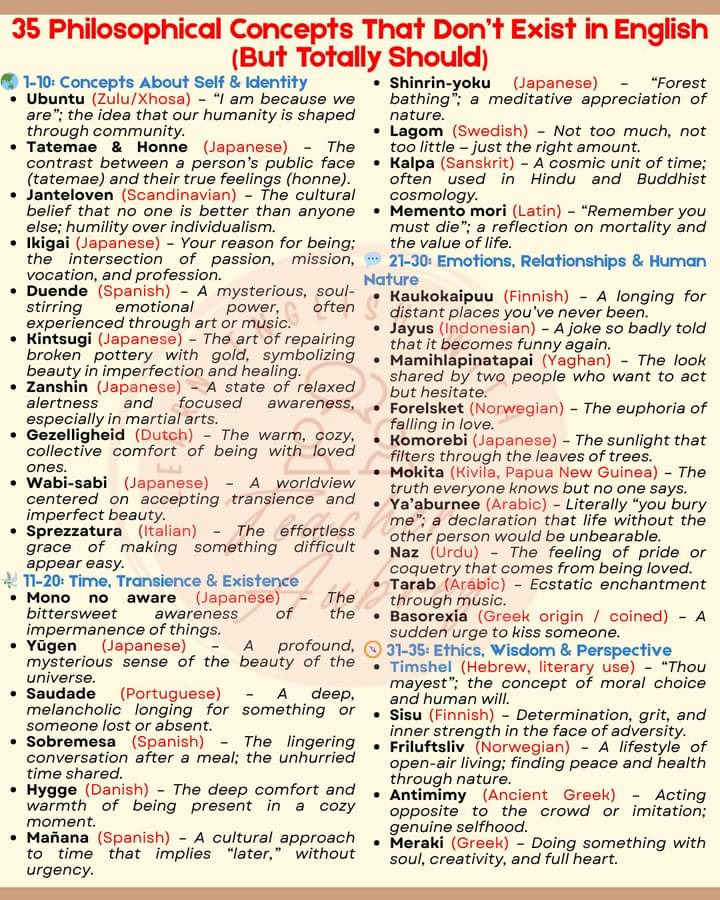 35 Philosophical Concepts That Don't Exist in English
(But Totally Should)
1-10: Concepts About Self & Identity
• Ubuntu (Zulu/Xhosa) – "I am because we
are"; the idea that our humanity is shaped
through community.
• Tatemae & Honne (Japanese) – The
contrast between a person's public face
(tatemae) and their true feelings (honne).
• Janteloven (Scandinavian) – The cultural
belief that no one is better than anyone
else; humility over individualism.
• Ikigai (Japanese) – Your reason for being;
the intersection of passion, mission,
vocation, and profession.
• Duende (Spanish) – A mysterious, soul-
stirring emotional power, often
experienced through art or music.
• Kintsugi (Japanese) – The art of repairing
broken pottery with gold, symbolizing
beauty in imperfection and healing.
• Zanshin (Japanese) – A state of relaxed
alertness and focused awareness,
especially in martial arts.
• Gezelligheid (Dutch) – The warm, cozy,
collective comfort of being with loved
ones.
• Wabi-sabi (Japanese) – A worldview
centered on accepting transience and
imperfect beauty.
• Sprezzatura (Italian) – The effortless
grace of making something difficult
appear easy.
11-20: Time, Transience & Existence
• Mono no aware (Japanese) – The
bittersweet awareness of the
impermanence of things.
• Yūgen (Japanese) – A profound,
mysterious sense of the beauty of the
universe.
• Saudade (Portuguese) – A deep,
melancholic longing for something or
someone lost or absent.
• Sobremesa (Spanish) – The lingering
conversation after a meal; the unhurried
time shared.
• Hygge (Danish) – The deep comfort and
warmth of being present in a cozy
moment.
• Mañana (Spanish) – A cultural approach
to time that implies "later," without
urgency.
• Shinrin-yoku (Japanese) – "Forest
bathing"; a meditative appreciation of
nature.
• Lagom (Swedish) – Not too much, not
too little – just the right amount.
• Kalpa (Sanskrit) – A cosmic unit of time;
often used in Hindu and Buddhist
cosmology.
• Memento mori (Latin) – "Remember you
must die"; a reflection on mortality and
the value of life.
21-30: Emotions, Relationships & Human
Nature
• Kaukokaipuu (Finnish) – A longing for
distant places you've never been.
• Jayus (Indonesian) – A joke so badly told
that it becomes funny again.
• Mamihlapinatapai (Yaghan) – The look
shared by two people who want to act
but hesitate.
• Forelsket (Norwegian) – The euphoria of
falling in love.
• Komorebi (Japanese) – The sunlight that
filters through the leaves of trees.
• Mokita (Kivila, Papua New Guinea) – The
truth everyone knows but no one says.
• Ya'aburnee (Arabic) – Literally "you bury
me"; a declaration that life without the
other person would be unbearable.
• Naz (Urdu) – The feeling of pride or
coquetry that comes from being loved.
• Tarab (Arabic) – Ecstatic enchantment
through music.
• Basorexia (Greek origin / coined) – A
sudden urge to kiss someone.
31-35: Ethics, Wisdom & Perspective
• Timshel (Hebrew, literary use) – "Thou
mayest"; the concept of moral choice
and human will.
• Sisu (Finnish) – Determination, grit, and
inner strength in the face of adversity.
• Friluftsliv (Norwegian) – A lifestyle of
open-air living; finding peace and health
through nature.
• Antimimy (Ancient Greek) – Acting
opposite to the crowd or imitation;
genuine selfhood.
• Meraki (Greek) – Doing something with
soul, creativity, and full heart.